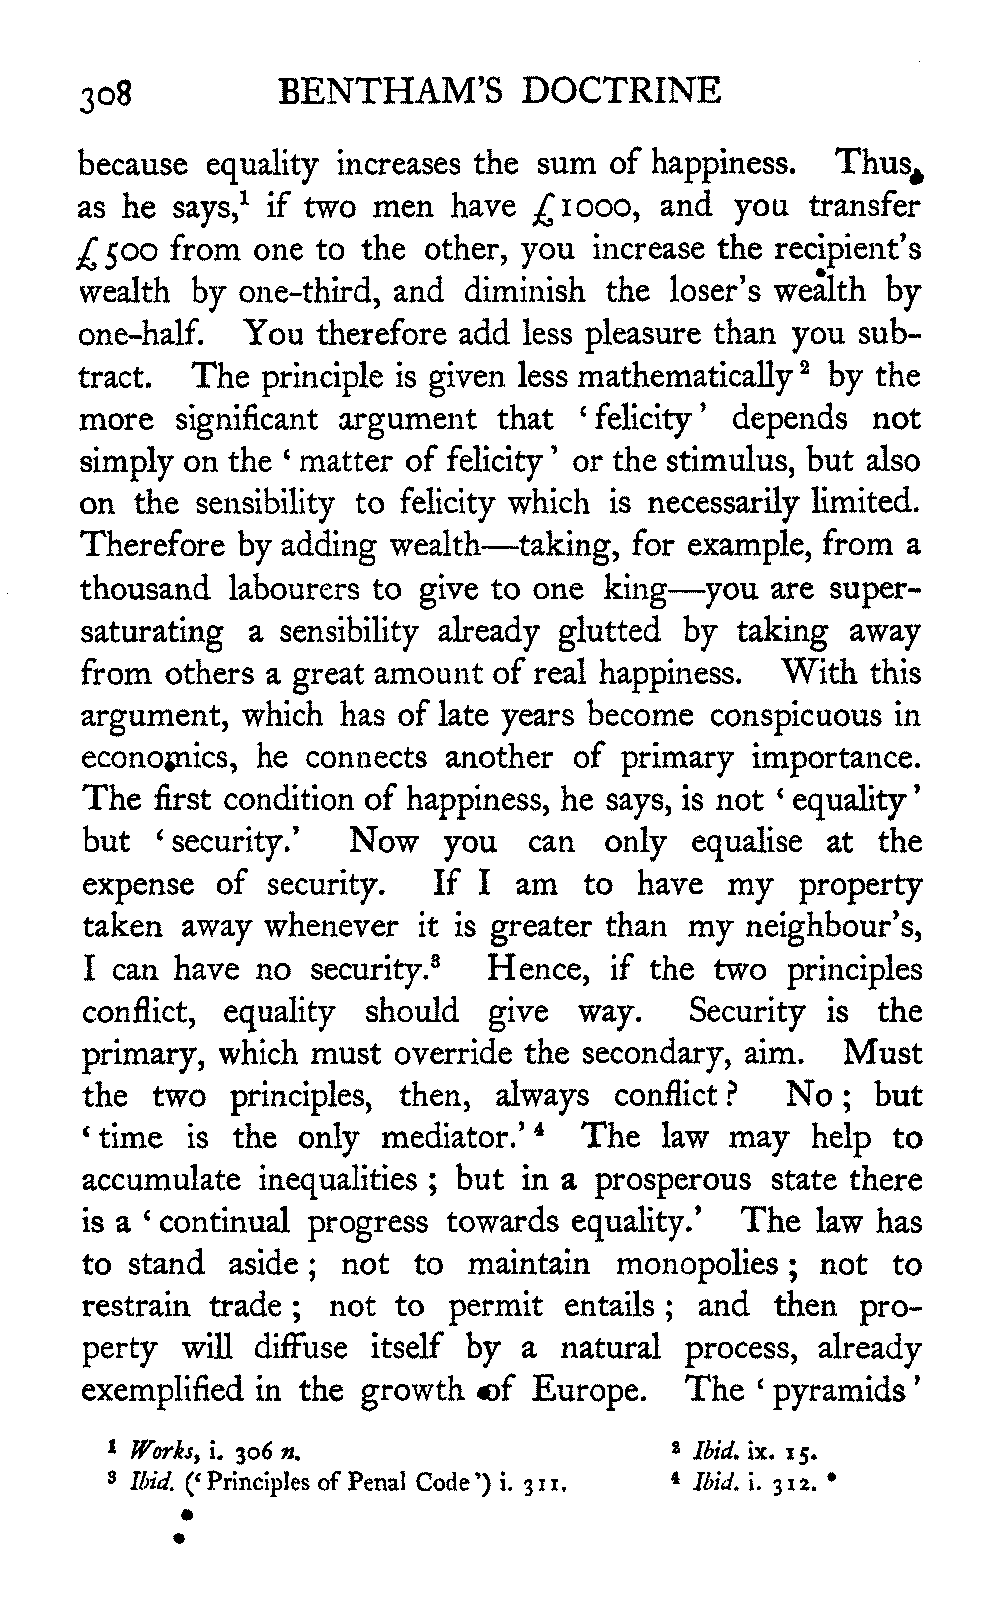 308 BENTHAM'S DOCTRINE
because equality increases the sum of happiness. Thus,
as he says,¹ if two men have £1000, and you transfer
£500 from one to the other, you increase the recipient's
wealth by one-third, and diminish the loser's wealth by
one-half. You therefore add less pleasure than you sub-
tract. The principle is given less mathematically² by the
more significant argument that 'felicity' depends not
simply on the 'matter of felicity' or the stimulus, but also
on the sensibility to felicity which is necessarily limited.
Therefore by adding wealth—taking, for example, from a
thousand labourers to give to one king—you are super-
saturating a sensibility already glutted by taking away
from others a great amount of real happiness. With this
argument, which has of late years become conspicuous in
economics, he connects another of primary importance.
The first condition of happiness, he says, is not 'equality'
but 'security.' Now you can only equalise at the
expense of security. If I am to have my property
taken away whenever it is greater than my neighbour's,
I can have no security.³ Hence, if the two principles
conflict, equality should give way. Security is the
primary, which must override the secondary, aim. Must
the two principles, then, always conflict? No; but
'time is the only mediator.'⁴ The law may help to
accumulate inequalities; but in a prosperous state there
is a 'continual progress towards equality.' The law has
to stand aside; not to maintain monopolies; not to
restrain trade; not to permit entails; and then pro-
perty will diffuse itself by a natural process, already
exemplified in the growth of Europe. The 'pyramids'
¹ Works, i. 306 n. ² Ibid. ix. 15.
³ Ibid. ('Principles of Penal Code') i. 311. ⁴ Ibid. i. 312.